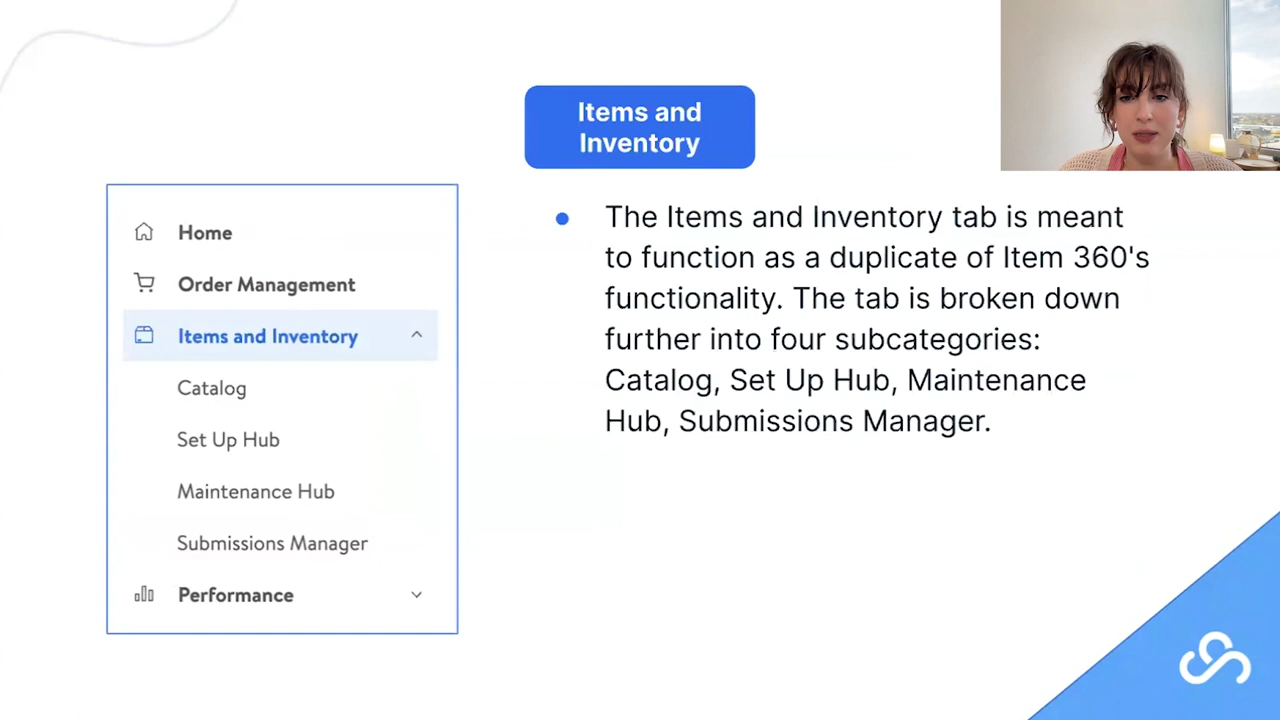 Items and
Inventory
Home
Order Management
Items and Inventory
Catalog
Set Up Hub
Maintenance Hub
Submissions Manager
Performance
The Items and Inventory tab is meant
to function as a duplicate of Item 360's
functionality. The tab is broken down
further into four subcategories:
Catalog, Set Up Hub, Maintenance
Hub, Submissions Manager.